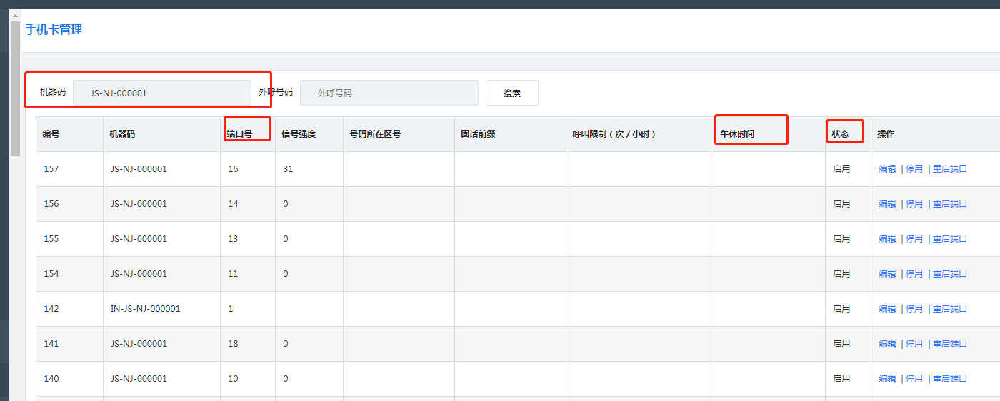 手机卡管理
机器码 JS-NJ-000001 外呼号码 外呼号码 搜索
编号 机器码 端口号 信号强度 号码所在区号 固话前缀 呼叫限制（次 / 小时） 午休时间 状态 操作
157 JS-NJ-000001 16 31 启用 编辑 | 停用 | 重启端口
156 JS-NJ-000001 14 0 启用 编辑 | 停用 | 重启端口
155 JS-NJ-000001 13 0 启用 编辑 | 停用 | 重启端口
154 JS-NJ-000001 11 0 启用 编辑 | 停用 | 重启端口
142 IN-JS-NJ-000001 1 启用 编辑 | 停用 | 重启端口
141 JS-NJ-000001 18 0 启用 编辑 | 停用 | 重启端口
140 JS-NJ-000001 10 0 启用 编辑 | 停用 | 重启端口